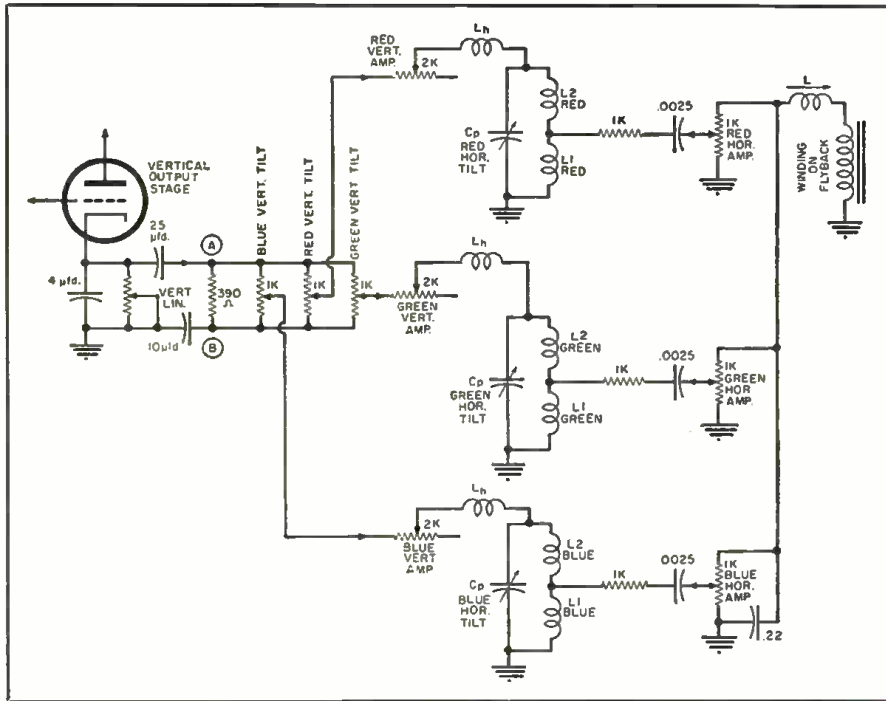 RED
VERT.
AMP.
2K
Lh
Cp
RED
HOR.
TILT
L2
RED
L1
RED
1K
.0025
1K
RED
HOR.
AMP.
L
WINDING
ON
FLYBACK
VERTICAL
OUTPUT
STAGE
25
µfd.
A
4 µfd.
VERT
LIN.
10µfd
B
390
Ω
BLUE VERT. TILT
1K
RED VERT. TILT
1K
GREEN VERT. TILT
1K
2K
GREEN
VERT.
AMP.
Lh
Cp
GREEN
HOR.
TILT
L2
GREEN
L1
GREEN
1K
.0025
1K
GREEN
HOR
AMP.
2K
BLUE
VERT
AMP
Lh
Cp
BLUE
HOR.
TILT
L2
BLUE
L1
BLUE
1K
.0025
1K
BLUE
HOR.
AMP.
.22